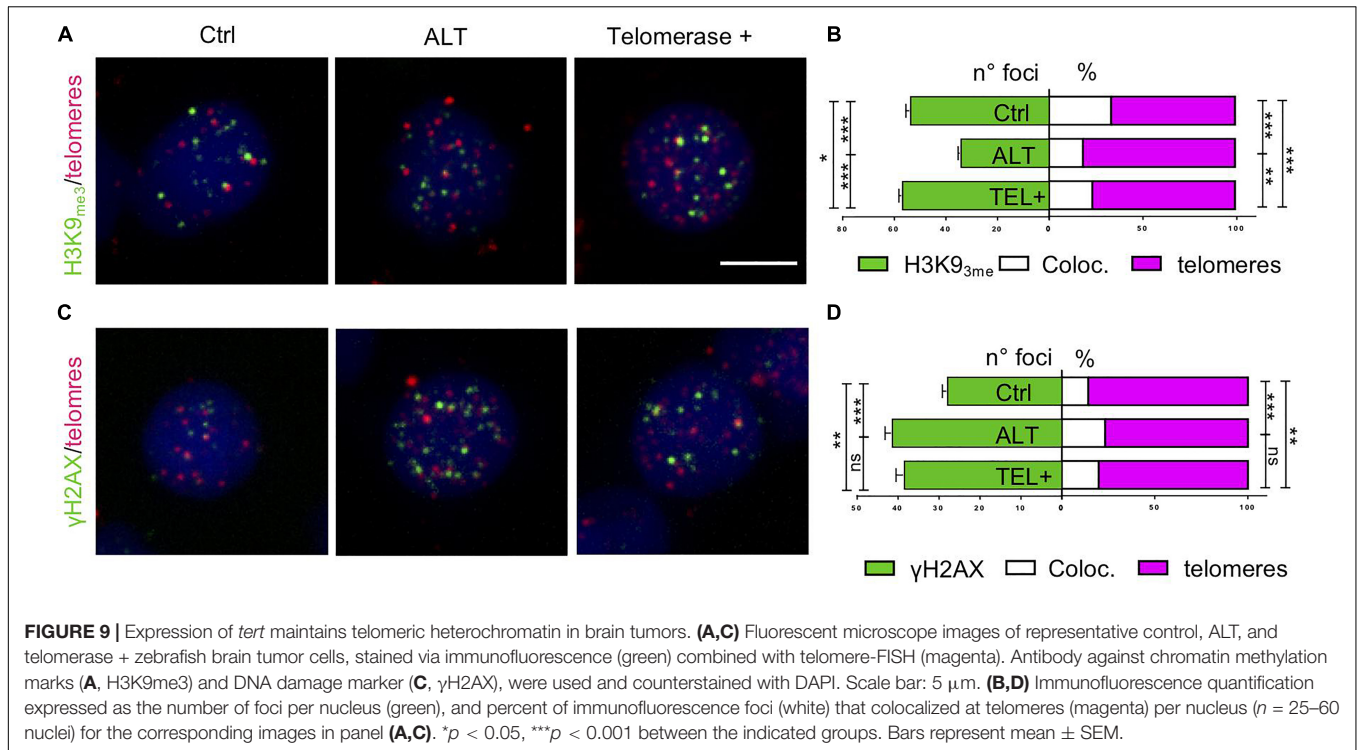 A
Ctrl
ALT
Telomerase +
H3K9me3/telomeres
B
n° foci %
Ctrl
ALT
TEL+
***
***
*
***
**
***
80 60 40 20 0 50 100
H3K93me Coloc. telomeres
C
γH2AX/telomres
D
n° foci %
Ctrl
ALT
TEL+
***
ns
**
***
ns
**
50 40 30 20 10 0 50 100
γH2AX Coloc. telomeres
FIGURE 9 | Expression of tert maintains telomeric heterochromatin in brain tumors. (A,C) Fluorescent microscope images of representative control, ALT, and
telomerase + zebrafish brain tumor cells, stained via immunofluorescence (green) combined with telomere-FISH (magenta). Antibody against chromatin methylation
marks (A, H3K9me3) and DNA damage marker (C, γH2AX), were used and counterstained with DAPI. Scale bar: 5 μm. (B,D) Immunofluorescence quantification
expressed as the number of foci per nucleus (green), and percent of immunofluorescence foci (white) that colocalized at telomeres (magenta) per nucleus (n = 25–60
nuclei) for the corresponding images in panel (A,C). *p < 0.05, ***p < 0.001 between the indicated groups. Bars represent mean ± SEM.